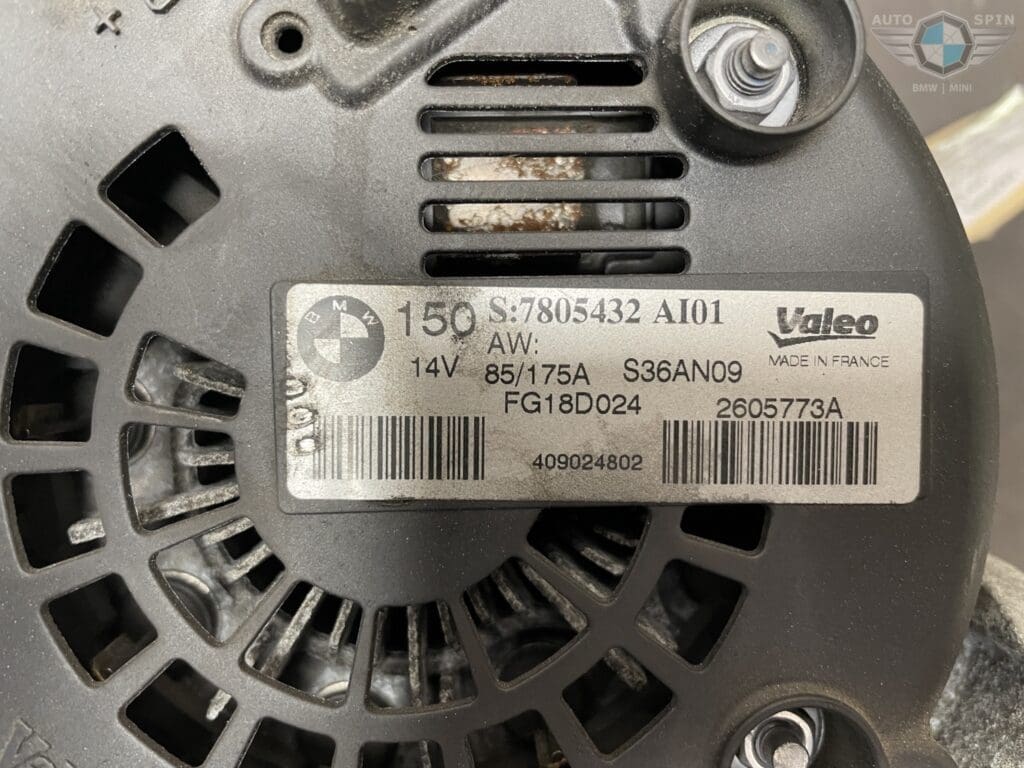 AUTO SPIN
BMW | MINI
BMW
150 S:7805432 AI01
Valeo
AW:
MADE IN FRANCE
14V 85/175A S36AN09
FG18D024 2605773A
409024802